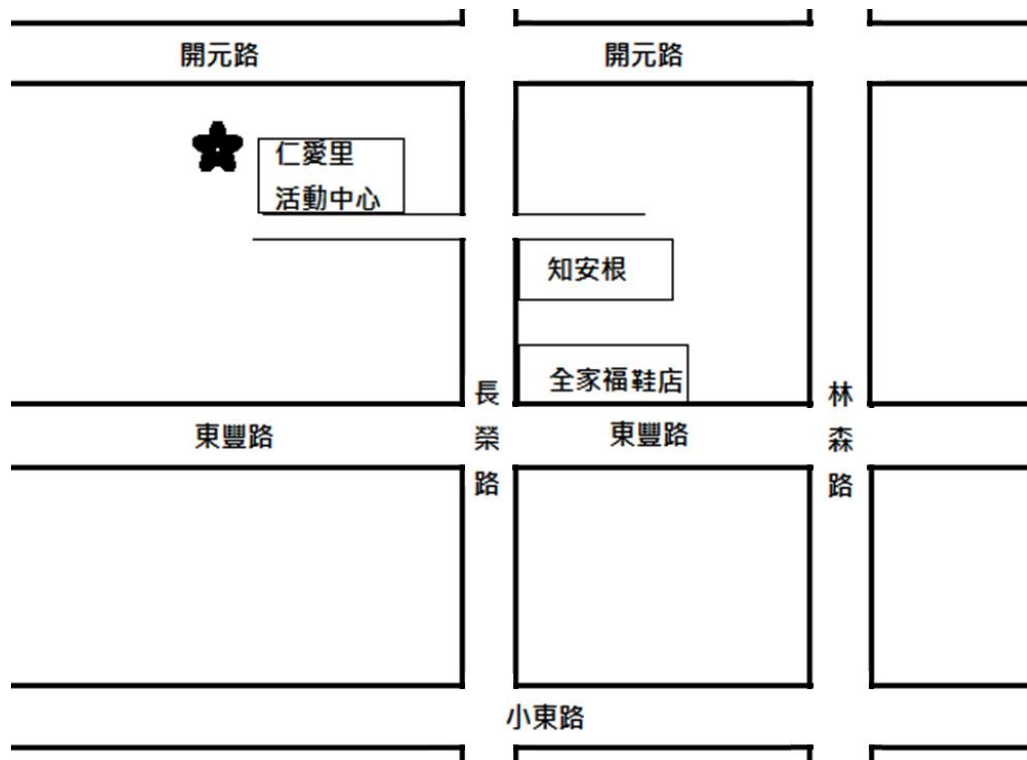 開元路
開元路
仁愛里
活動中心
知安根
全家福鞋店
長榮路
林森路
東豐路
東豐路
小東路